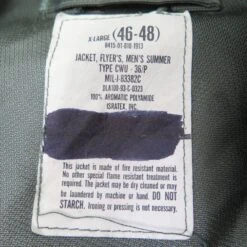 X-LARGE (46-48)
8415-01-010-1913
JACKET, FLYER'S, MEN'S SUMMER
TYPE CWU - 36/P
MIL-J-83382C
DLA100-93-C-0323
100% AROMATIC POLYAMIDE
ISRATEX, INC.
This jacket is made of fire resistant material.
No other special flame resistant treatment is
required. The jacket may be dry cleaned or may
be laundered by machine or hand. DO NOT
STARCH. Ironing or pressing is not necessary.